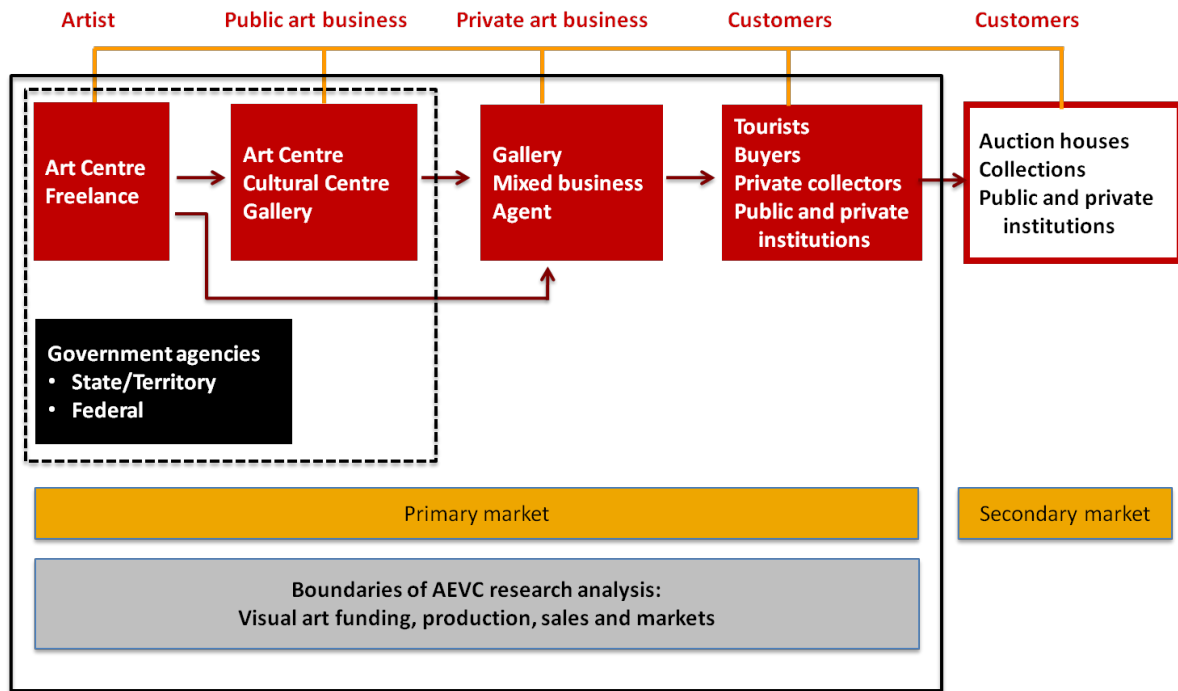 Artist
Public art business
Private art business
Customers
Customers
Art Centre
Freelance
Art Centre
Cultural Centre
Gallery
Gallery
Mixed business
Agent
Tourists
Buyers
Private collectors
Public and private
institutions
Auction houses
Collections
Public and private
institutions
Government agencies
• State/Territory
• Federal
Primary market
Secondary market
Boundaries of AEVC research analysis:
Visual art funding, production, sales and markets